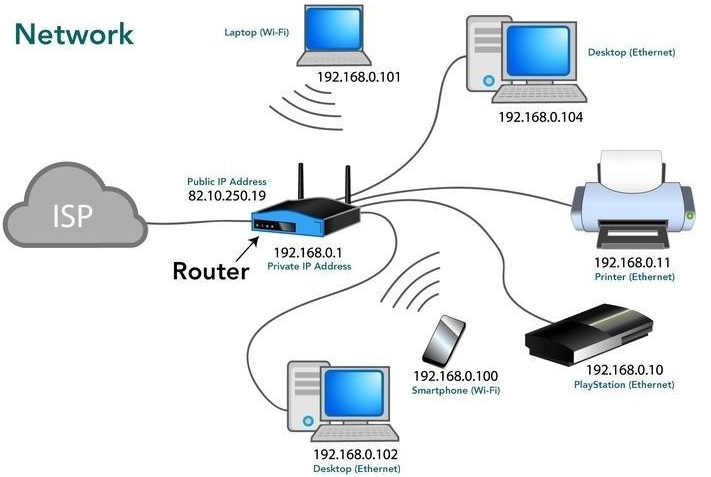 Network
Laptop (Wi-Fi)
192.168.0.101
Desktop (Ethernet)
192.168.0.104
Public IP Address
82.10.250.19
ISP
192.168.0.1
Private IP Address
Router
192.168.0.11
Printer (Ethernet)
192.168.0.100
Smartphone (Wi-Fi)
192.168.0.10
PlayStation (Ethernet)
192.168.0.102
Desktop (Ethernet)